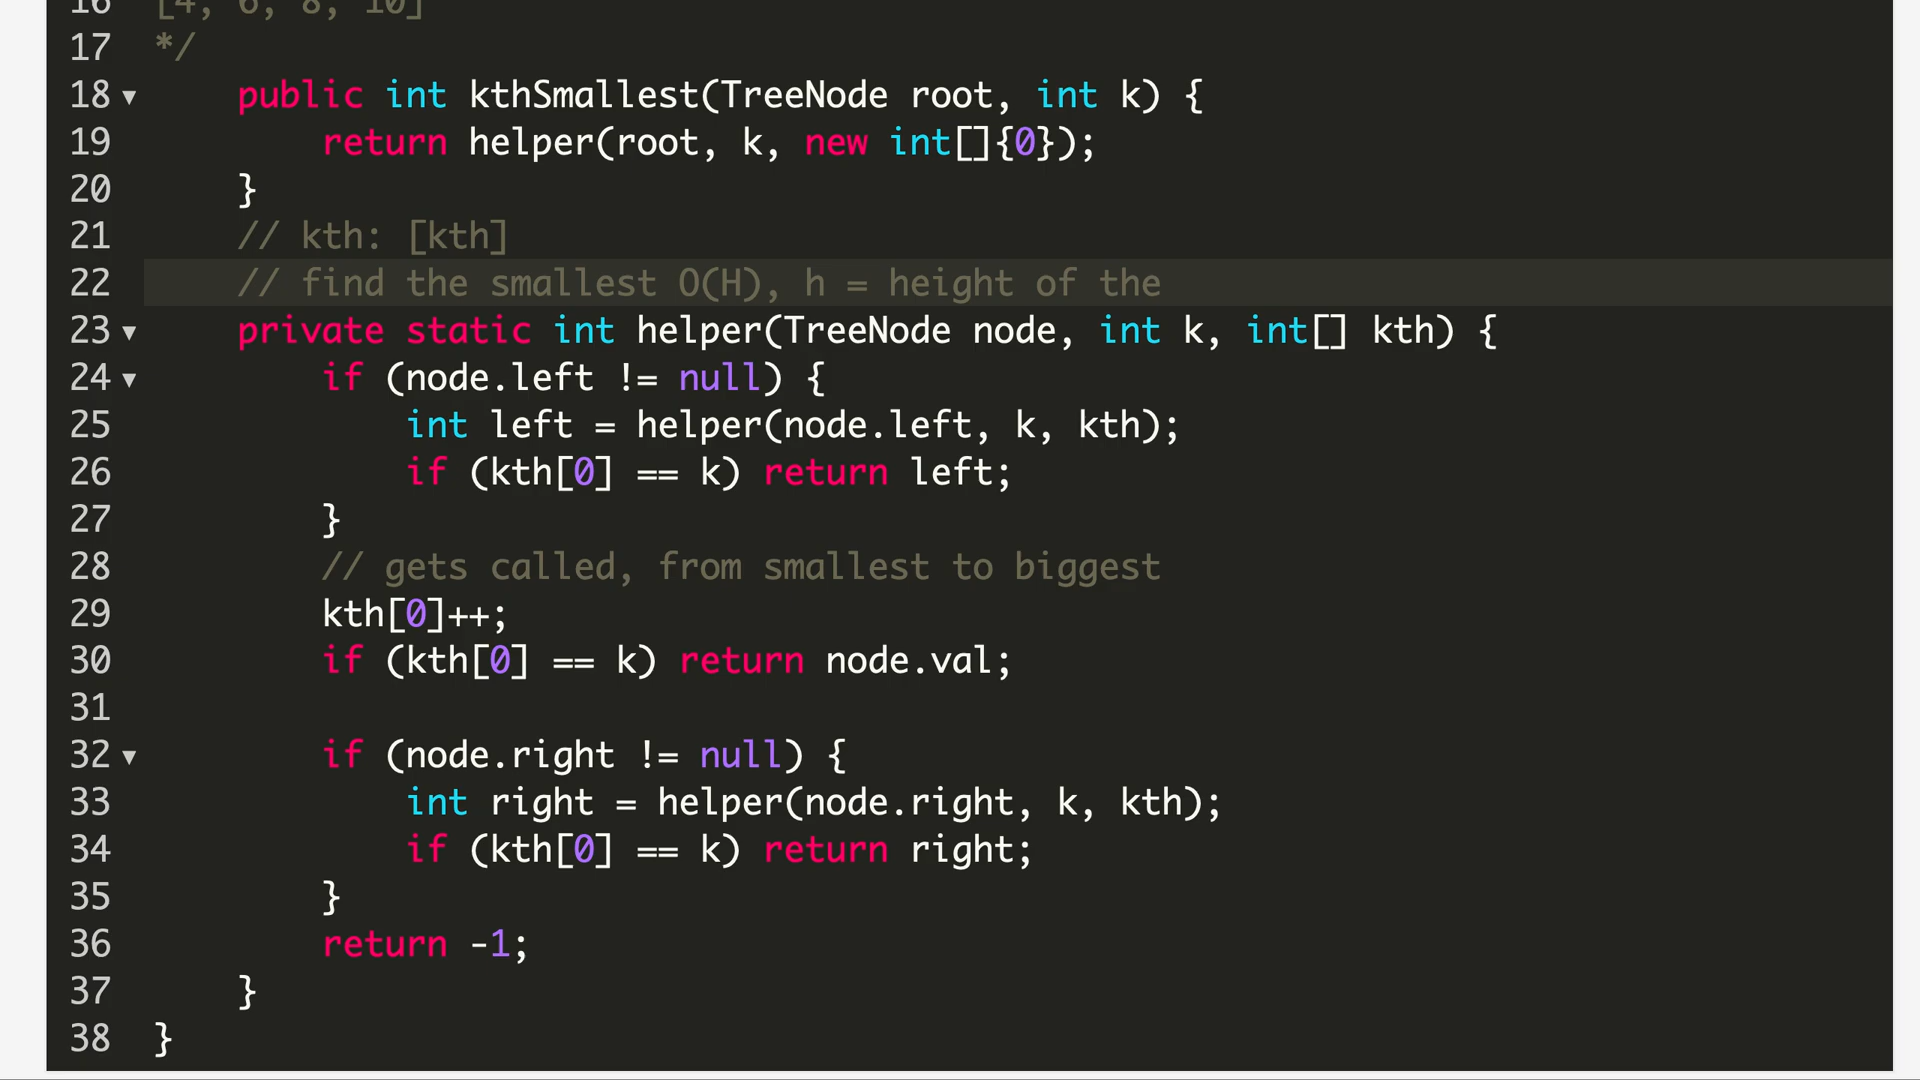 16 [4, 6, 8, 10]
17 */
18 public int kthSmallest(TreeNode root, int k) {
19 return helper(root, k, new int[]{0});
20 }
21 // kth: [kth]
22 // find the smallest O(H), h = height of the
23 private static int helper(TreeNode node, int k, int[] kth) {
24 if (node.left != null) {
25 int left = helper(node.left, k, kth);
26 if (kth[0] == k) return left;
27 }
28 // gets called, from smallest to biggest
29 kth[0]++;
30 if (kth[0] == k) return node.val;
31
32 if (node.right != null) {
33 int right = helper(node.right, k, kth);
34 if (kth[0] == k) return right;
35 }
36 return -1;
37 }
38 }